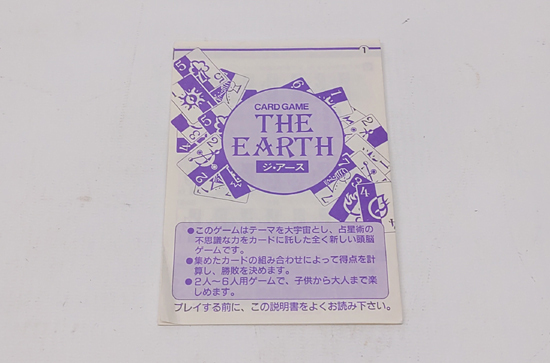 1
CARD GAME
THE
EARTH
ジ・アース
●このゲームはテーマを大宇宙とし、占星術の
不思議な力をカードに託した全く新しい頭脳
ゲームです。
●集めたカードの組み合わせによって得点を計
算し、勝敗を決めます。
●2人〜6人用ゲームで、子供から大人まで楽
しめます。
プレイする前に、この説明書をよくお読み下さい。